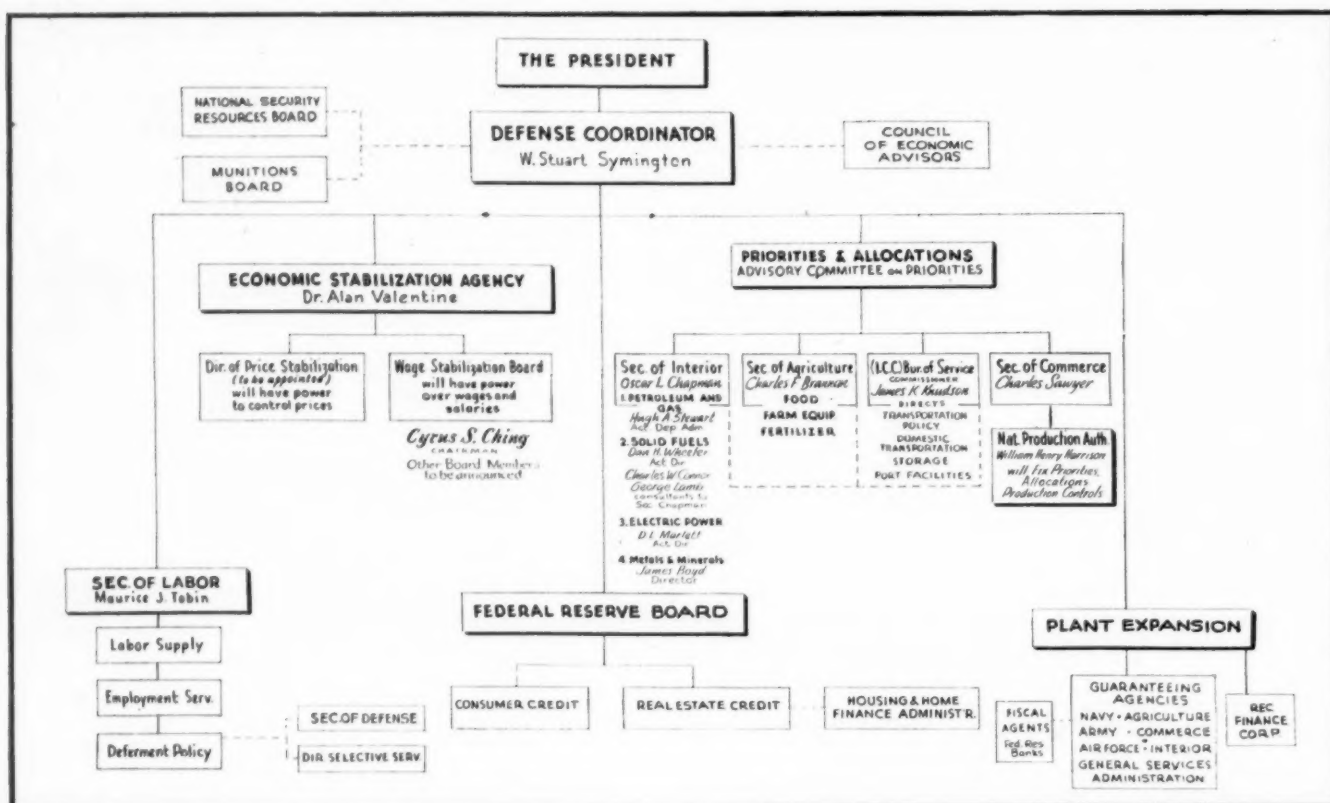 THE PRESIDENT
NATIONAL SECURITY
RESOURCES BOARD
MUNITIONS
BOARD
DEFENSE COORDINATOR
W. Stuart Symington
COUNCIL
OF ECONOMIC
ADVISORS
ECONOMIC STABILIZATION AGENCY
Dr. Alan Valentine
Dir. of Price Stabilization
(to be appointed)
will have power
to control prices
Wage Stabilization Board
will have power
over wages and
salaries
Cyrus S. Ching
CHAIRMAN
Other Board Members
to be announced
PRIORITIES & ALLOCATIONS
ADVISORY COMMITTEE on PRIORITIES
Sec. of Interior
Oscar L. Chapman
1. PETROLEUM AND
GAS
Hugh A. Stewart
Act. Dep. Adm.
2. SOLID FUELS
Dan H. Wheeler
Act. Dir.
Charles W. Connor
George Lamb
consultants to
Sec. Chapman
3. ELECTRIC POWER
D. L. Marlett
Act. Dir.
4. Metals & Minerals
James Boyd
Director
Sec. of Agriculture
Charles F. Brannan
FOOD
FARM EQUIP.
FERTILIZER
(I.C.C.) Bur. of Service
COMMISSIONER
James K. Knudson
DIRECTS
TRANSPORTATION
POLICY
DOMESTIC
TRANSPORTATION
STORAGE
PORT FACILITIES
Sec. of Commerce
Charles Sawyer
Nat. Production Auth.
William Henry Harrison
will Fix Priorities,
Allocations
Production Controls
SEC. OF LABOR
Maurice J. Tobin
Labor Supply
Employment Serv.
Deferment Policy
SEC. OF DEFENSE
DIR. SELECTIVE SERV.
FEDERAL RESERVE BOARD
CONSUMER CREDIT
REAL ESTATE CREDIT
HOUSING & HOME
FINANCE ADMINIST'R.
PLANT EXPANSION
FISCAL
AGENTS
Fed. Res.
Banks
GUARANTEEING
AGENCIES
NAVY • AGRICULTURE
ARMY • COMMERCE
AIR FORCE • INTERIOR
GENERAL SERVICES
ADMINISTRATION
REC.
FINANCE
CORP.